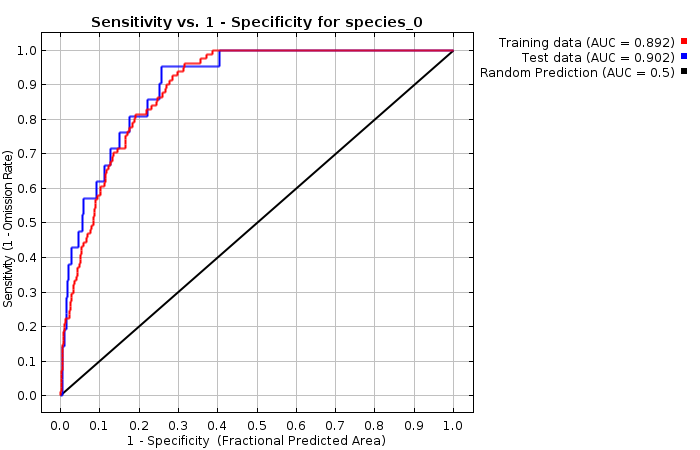 Sensitivity vs. 1 - Specificity for species_0
Training data (AUC = 0.892)
Test data (AUC = 0.902)
Random Prediction (AUC = 0.5)
Sensitivity (1 - Omission Rate)
1.0
0.9
0.8
0.7
0.6
0.5
0.4
0.3
0.2
0.1
0.0
0.0 0.1 0.2 0.3 0.4 0.5 0.6 0.7 0.8 0.9 1.0
1 - Specificity (Fractional Predicted Area)